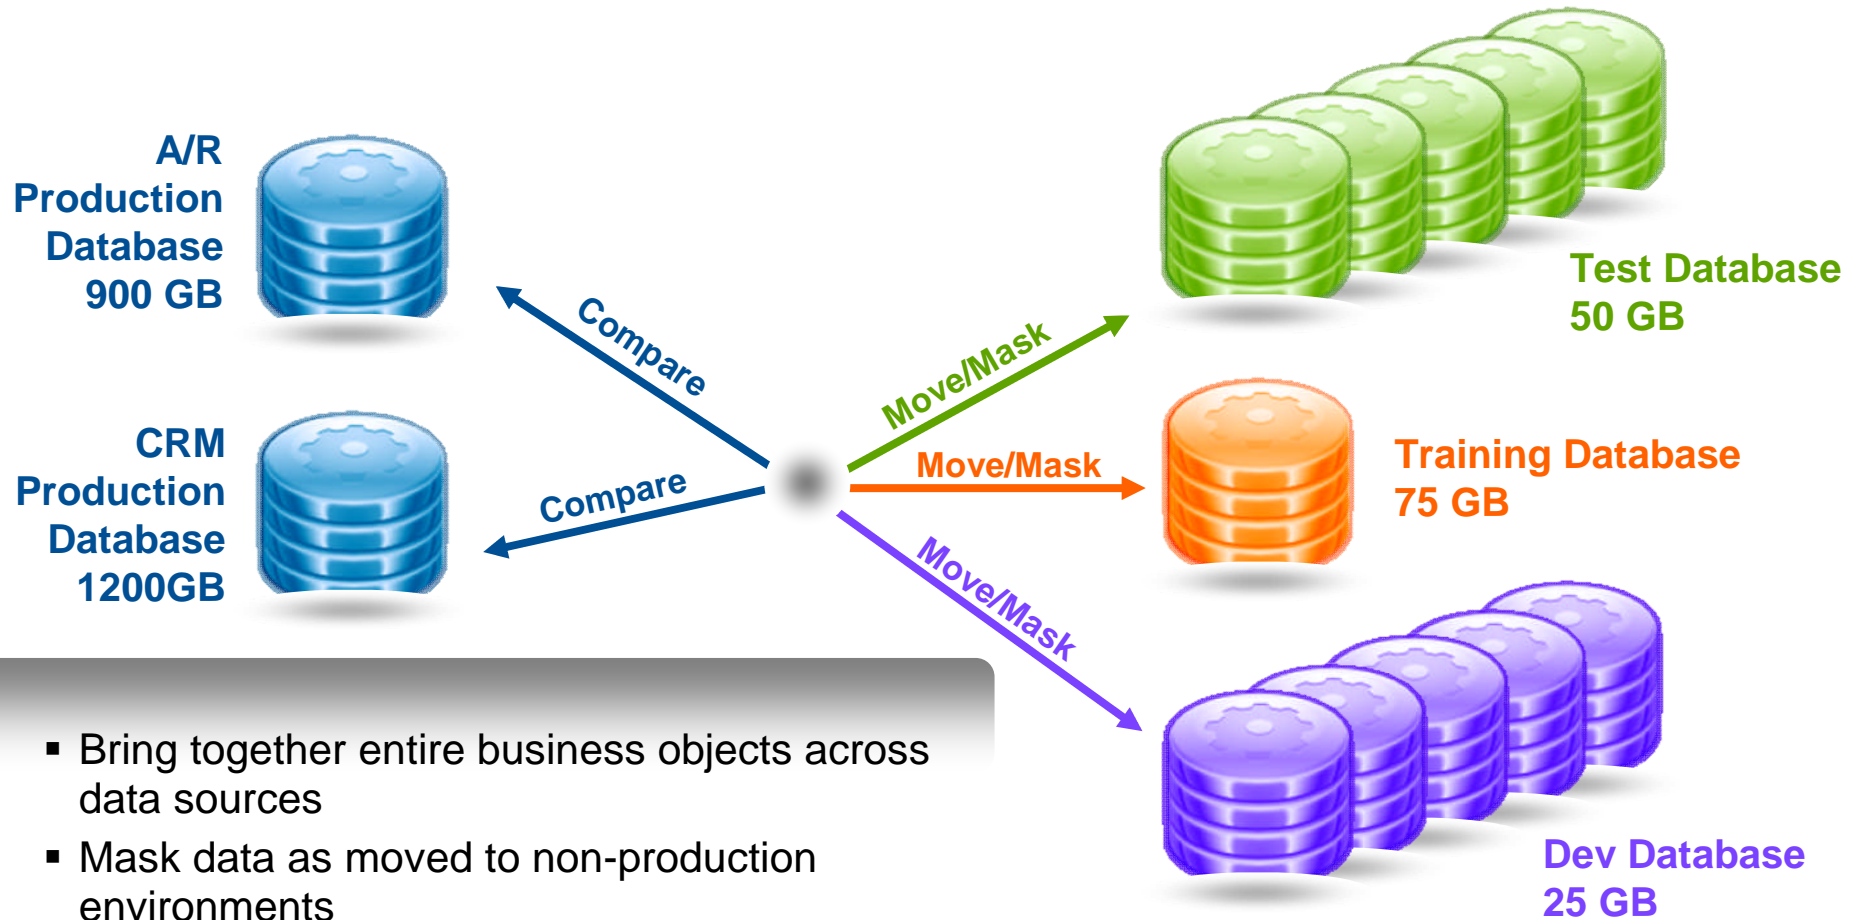 A/R
Production
Database
900 GB
Compare
CRM
Production
Database
1200GB
Compare
Move/Mask
Test Database
50 GB
Move/Mask
Training Database
75 GB
Move/Mask
Dev Database
25 GB
▪ Bring together entire business objects across
data sources
▪ Mask data as moved to non-production
environments